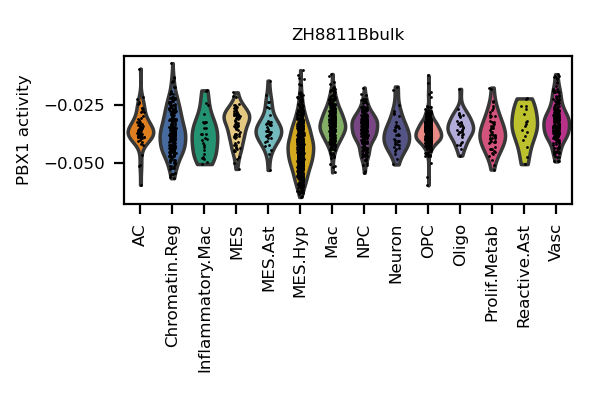 ZH8811Bbulk
PBX1 activity
−0.025
−0.050
AC
Chromatin.Reg
Inflammatory.Mac
MES
MES.Ast
MES.Hyp
Mac
NPC
Neuron
OPC
Oligo
Prolif.Metab
Reactive.Ast
Vasc